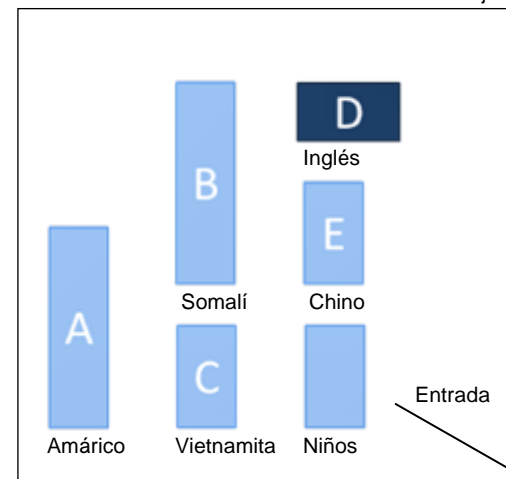 D
Inglés
B
E
Somalí
Chino
A
C
Entrada
Amárico
Vietnamita
Niños